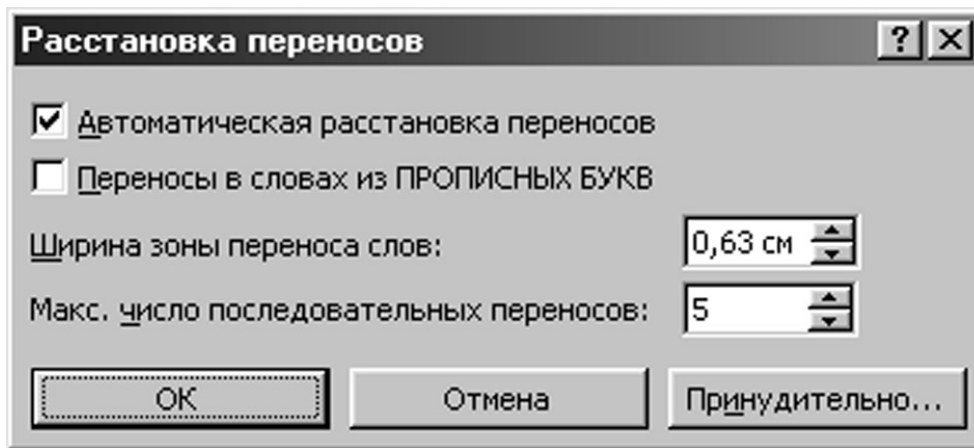 Расстановка переносов
Автоматическая расстановка переносов
Переносы в словах из ПРОПИСНЫХ БУКВ
Ширина зоны переноса слов: 0,63 см
Макс. число последовательных переносов: 5
ОК Отмена Принудительно...